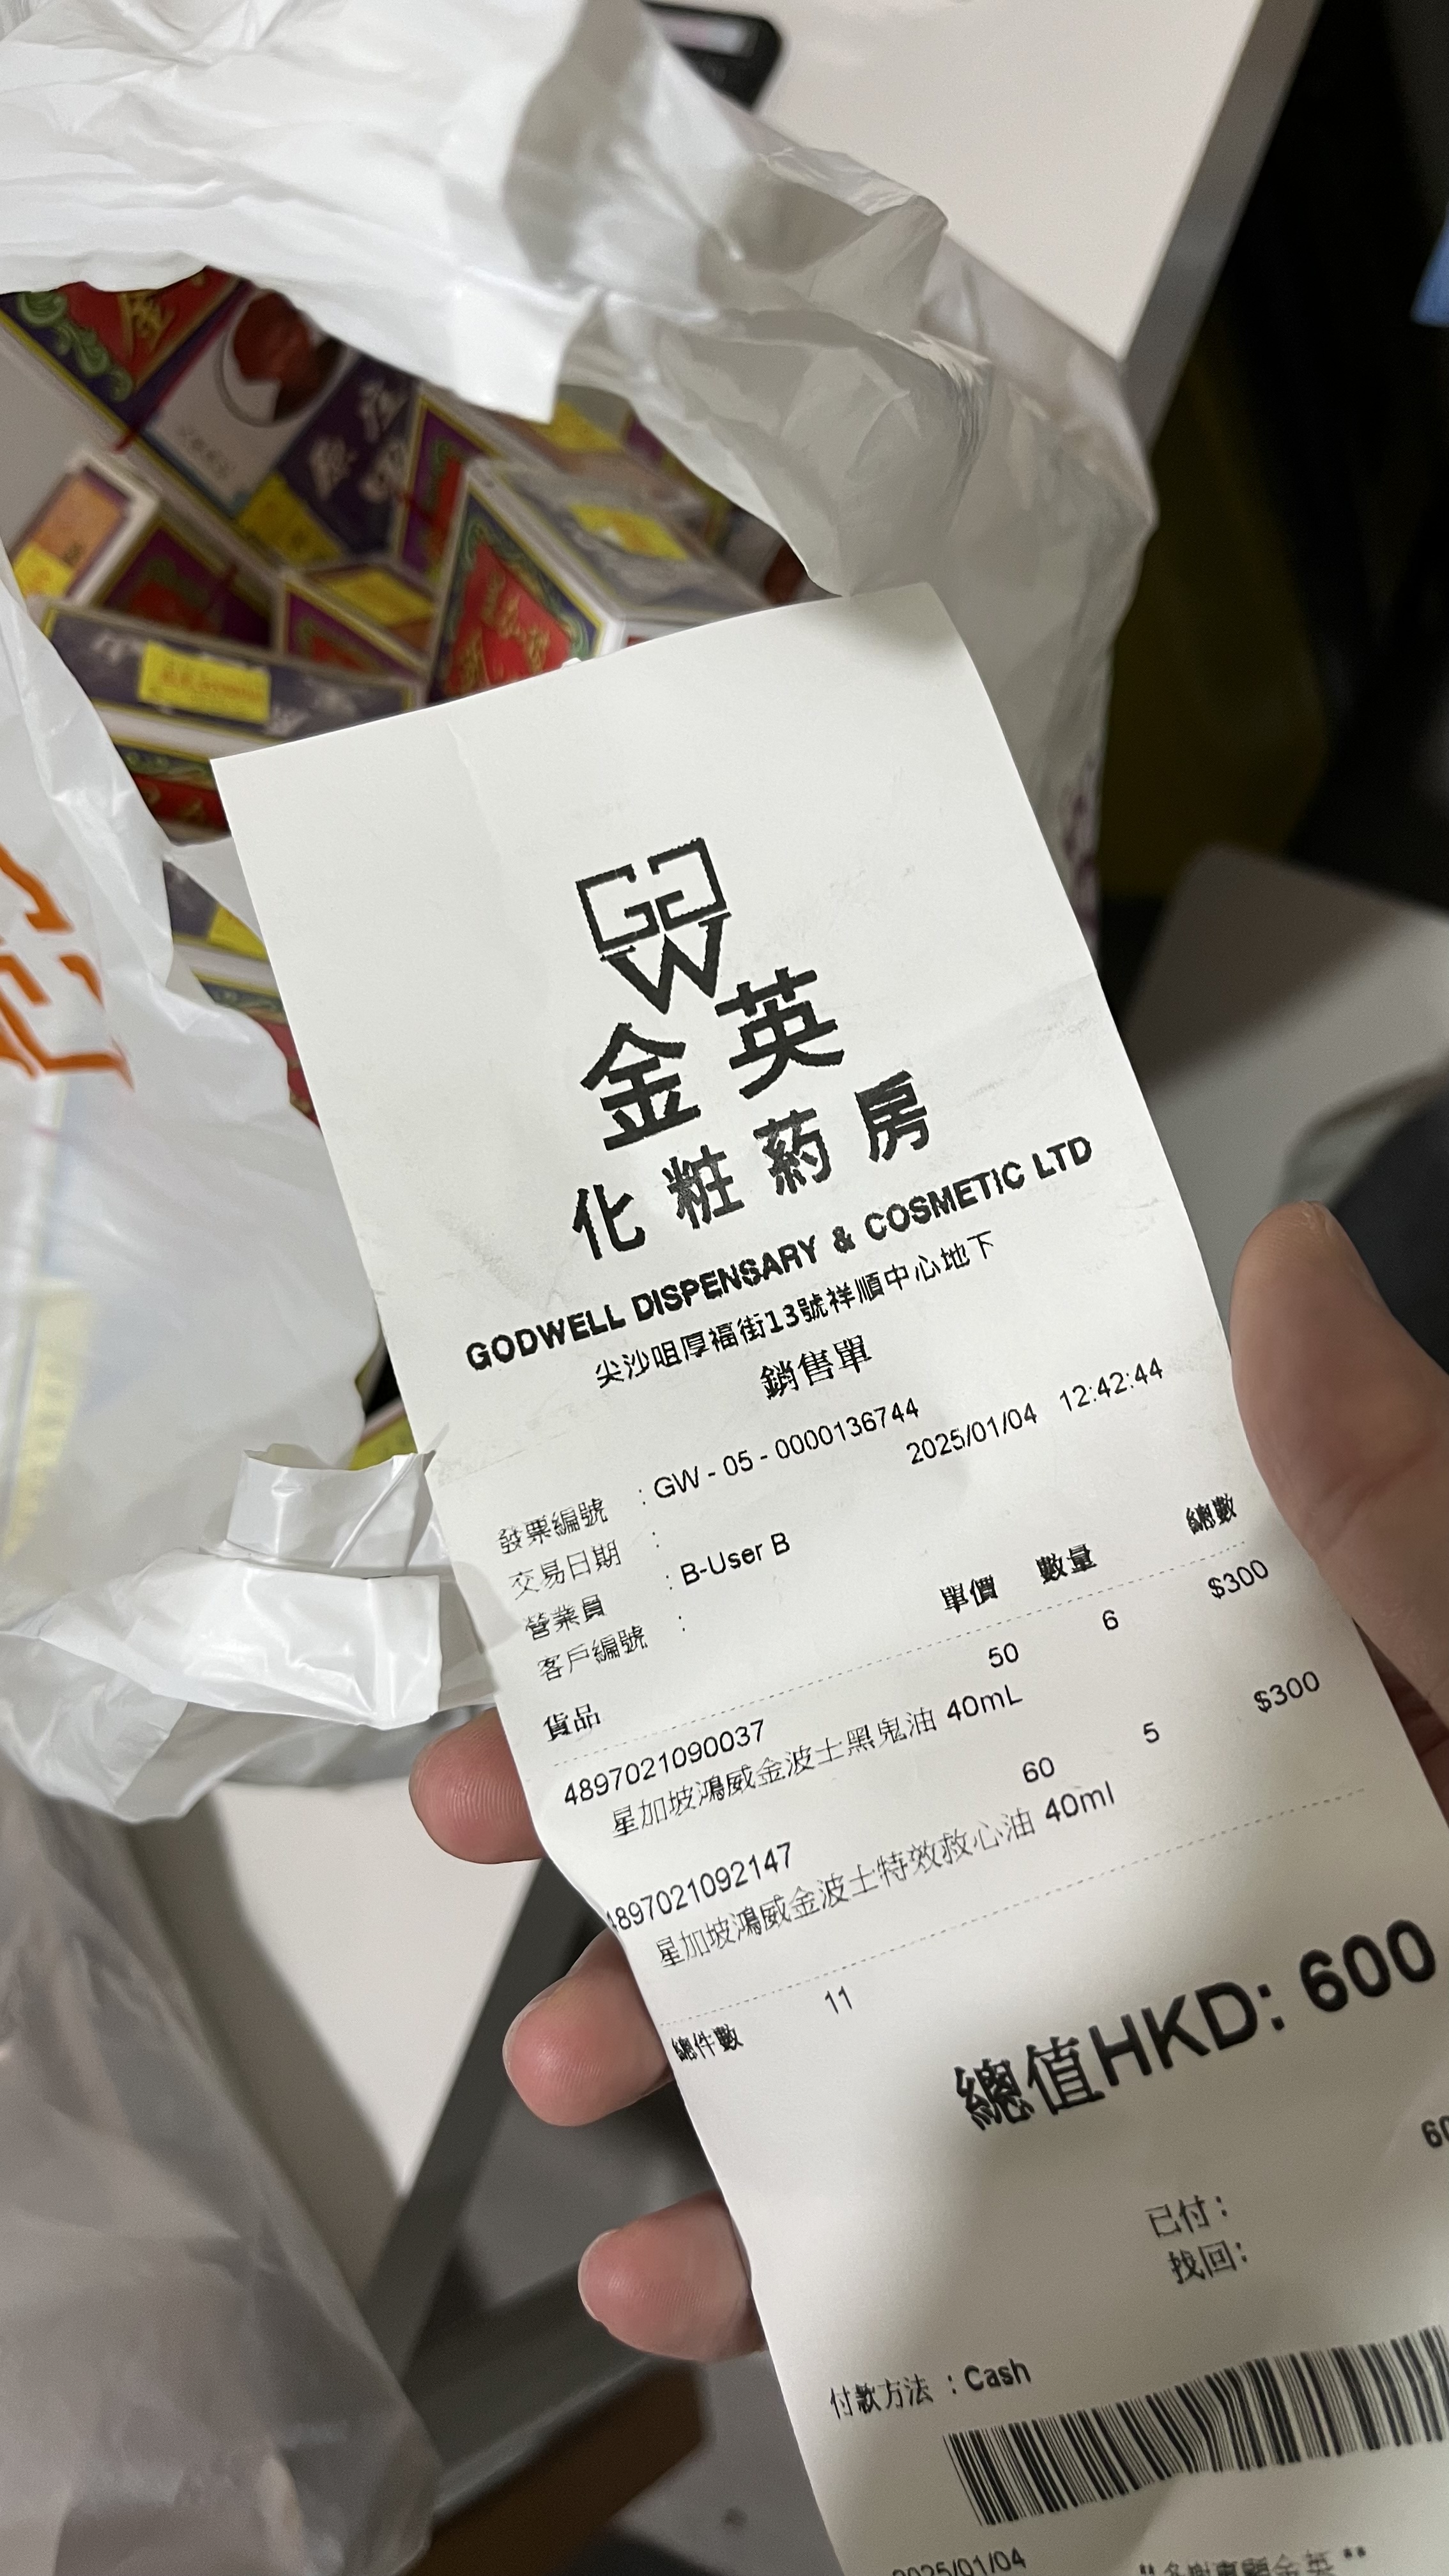 GW
金英
化粧葯房
GODWELL DISPENSARY & COSMETIC LTD
尖沙咀厚福街13號祥順中心地下
銷售單
發票編號 : GW - 05 - 0000136744
交易日期 : 2025/01/04 12:42:44
營業員 : B-User B
客戶編號 :
貨品 單價 數量 總數
4897021090037 50 6 $300
星加坡鴻威金波士黑鬼油 40mL
4897021092147 60 5 $300
星加坡鴻威金波士特效救心油 40ml
總件數 11
總值HKD: 600
已付:
找回:
付款方法 : Cash
2025/01/04